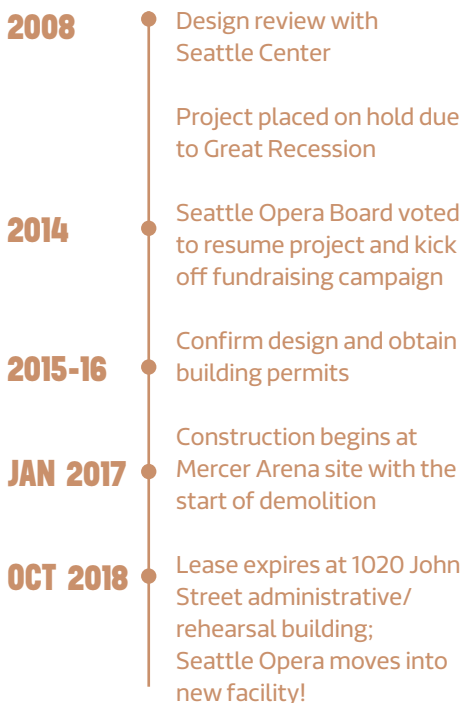 2008
Design review with
Seattle Center
Project placed on hold due
to Great Recession
2014
Seattle Opera Board voted
to resume project and kick
off fundraising campaign
2015-16
Confirm design and obtain
building permits
JAN 2017
Construction begins at
Mercer Arena site with the
start of demolition
OCT 2018
Lease expires at 1020 John
Street administrative/
rehearsal building;
Seattle Opera moves into
new facility!